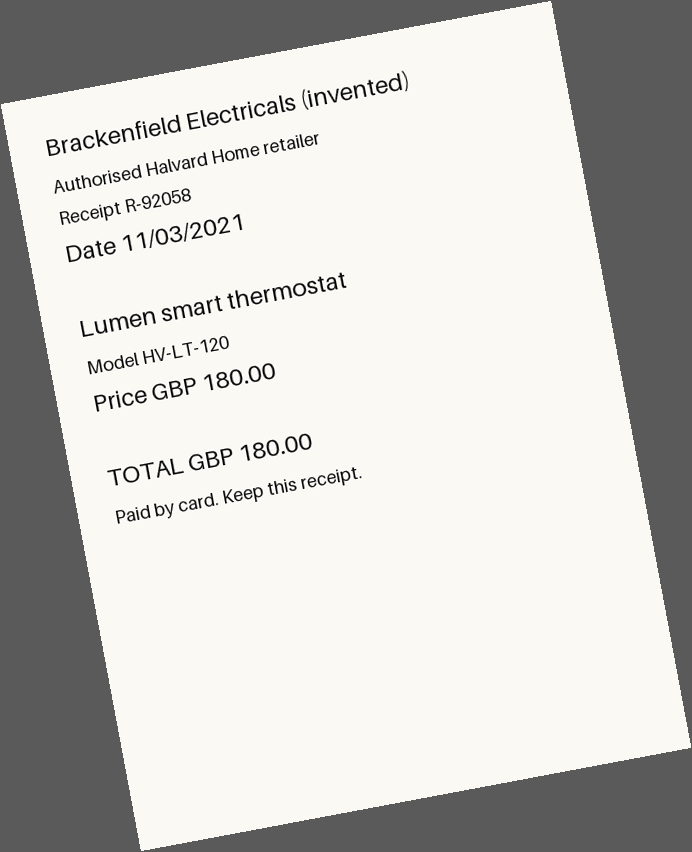 Brackenfield Electricals (invented)
Authorised Halvard Home retailer
Receipt R-92058
Date 11/03/2021
Lumen smart thermostat
Model HV-LT-120
Price GBP 180.00
TOTAL GBP 180.00
Paid by card. Keep this receipt.